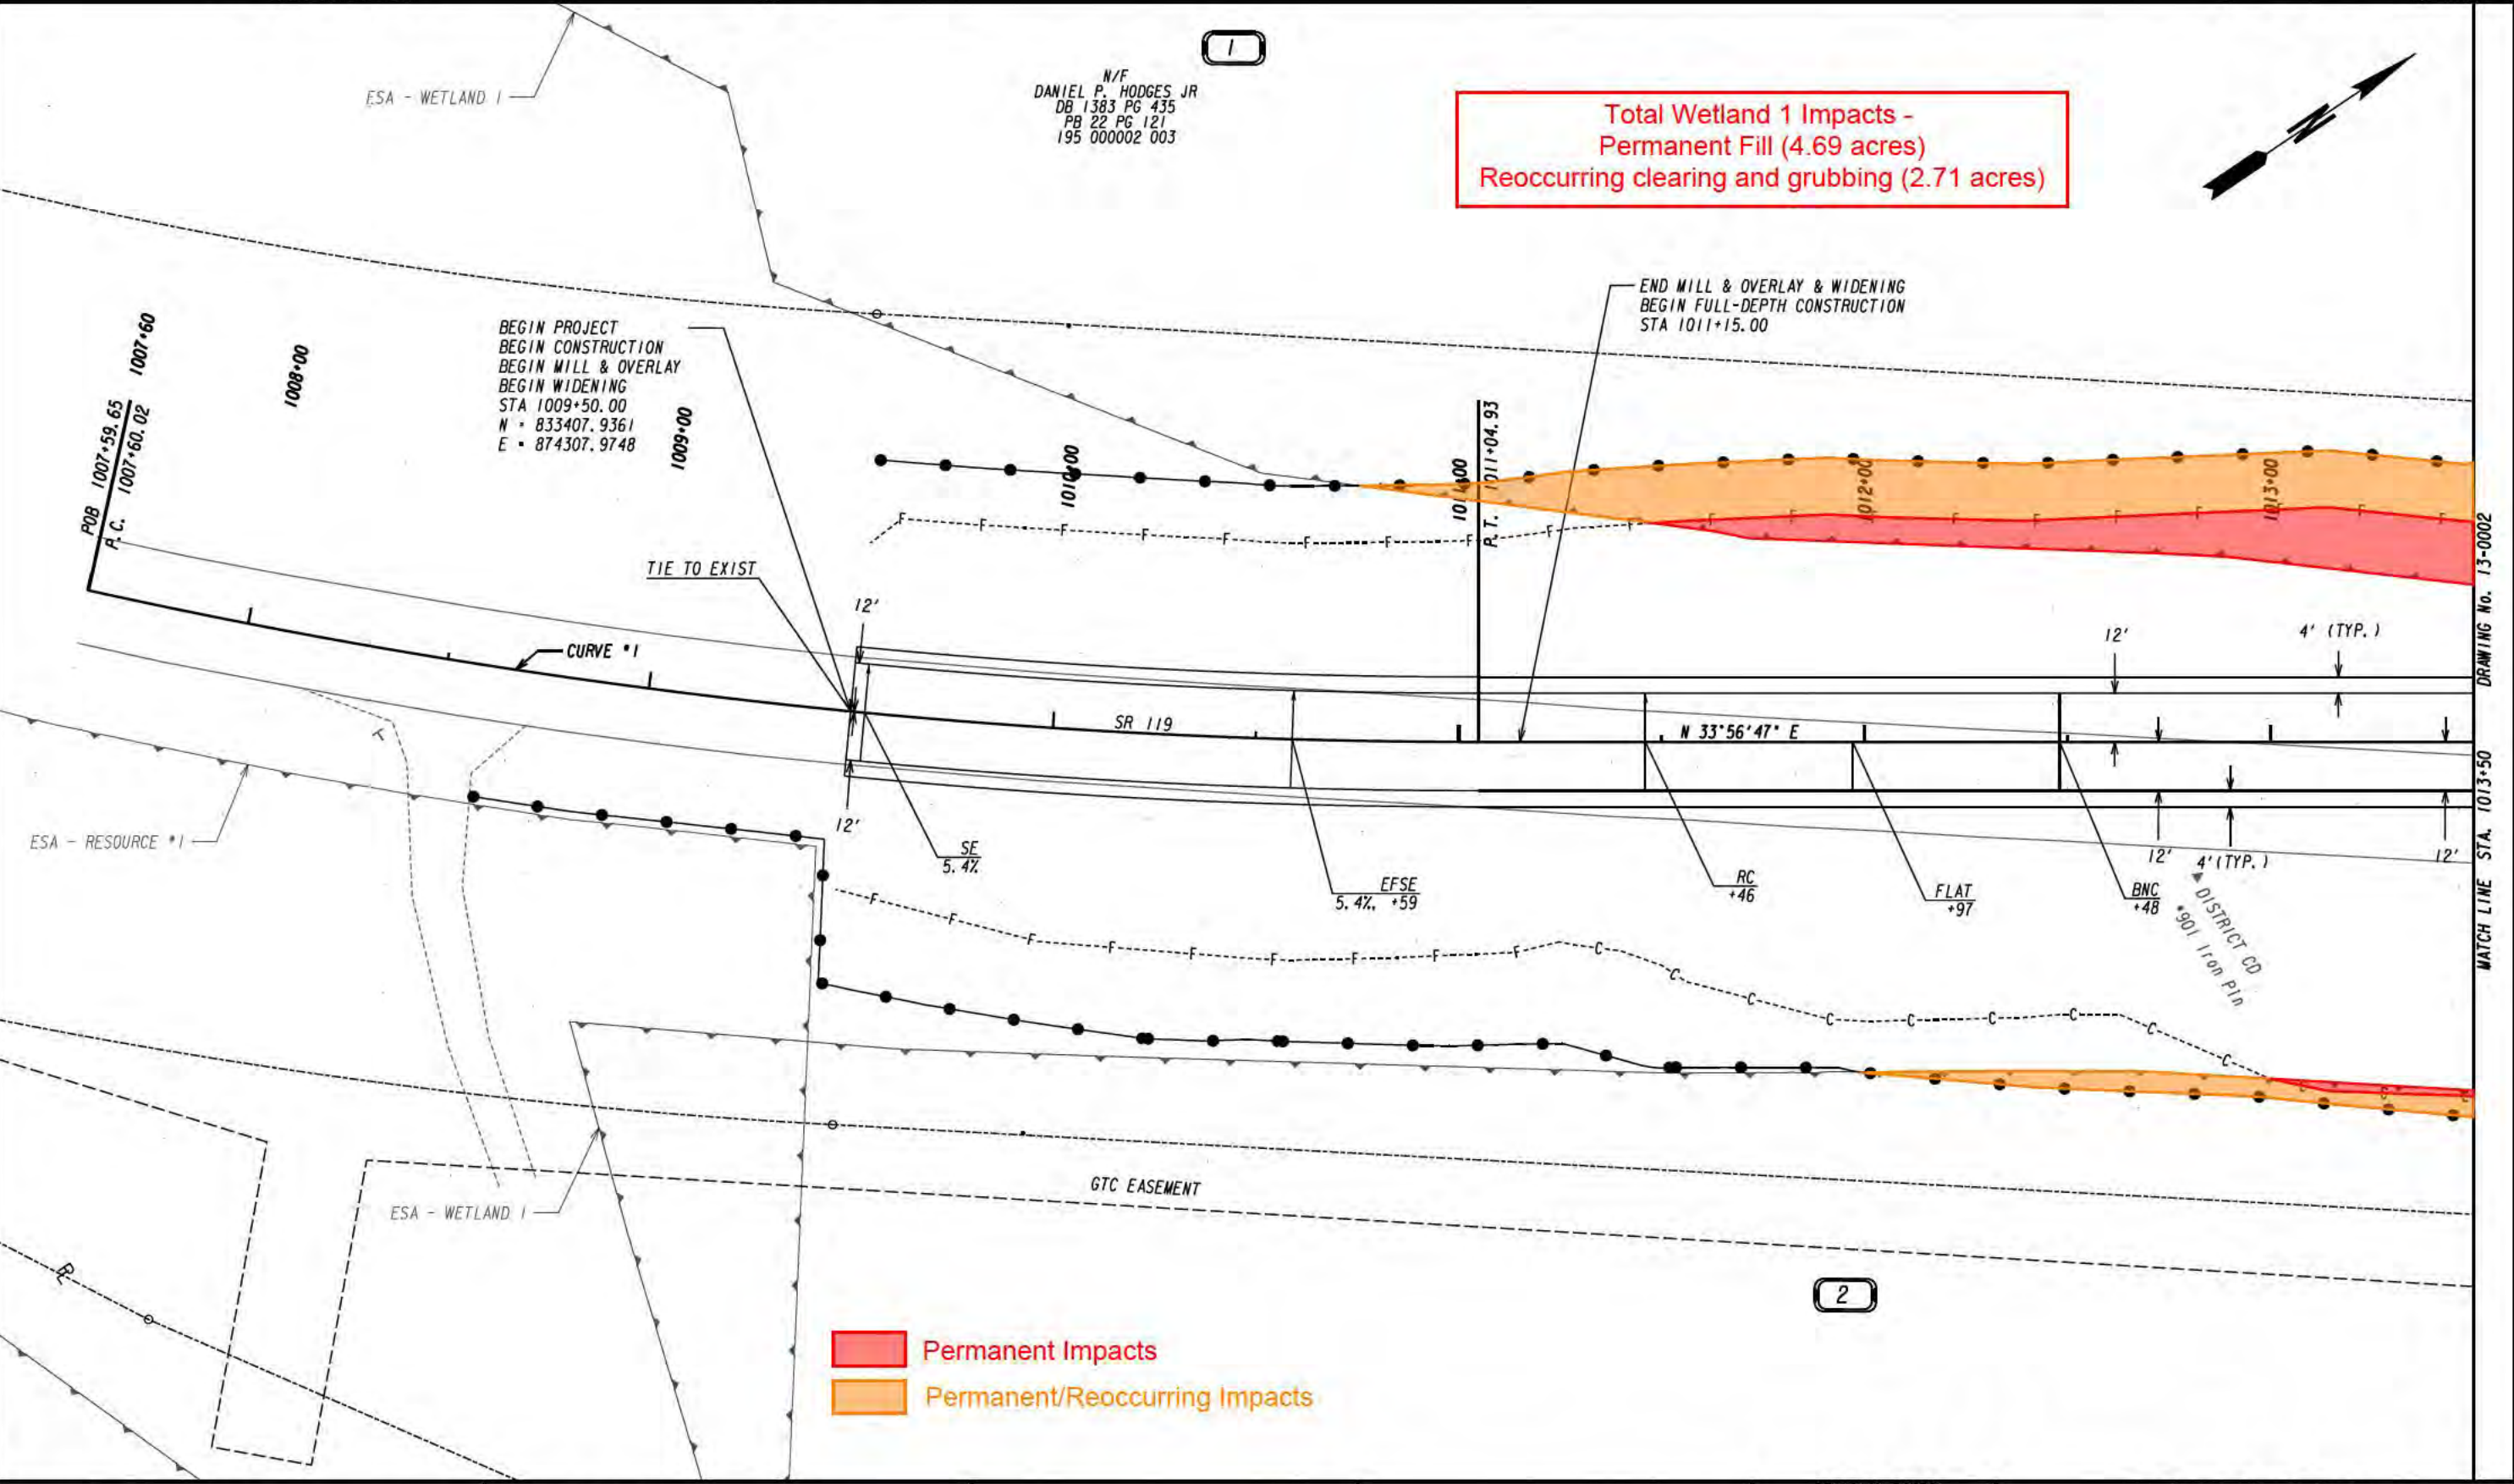 1
N/F
DANIEL P. HODGES JR
DB 1383 PG 435
PB 22 PG 121
195 000002 003
ESA - WETLAND 1
Total Wetland 1 Impacts -
Permanent Fill (4.69 acres)
Reoccurring clearing and grubbing (2.71 acres)
N
END MILL & OVERLAY & WIDENING
BEGIN FULL-DEPTH CONSTRUCTION
STA 1011+15.00
BEGIN PROJECT
BEGIN CONSTRUCTION
BEGIN MILL & OVERLAY
BEGIN WIDENING
STA 1009+50.00
N = 833407.9361
E = 874307.9748
POB 1007+59.65
P.C. 1007+60.02
1007+60
1008+00
1009+00
1010+00
1011+00
P.T. 1011+04.93
1012+00
1013+00
F F F F F F F F F
F F F F F F F F F F
TIE TO EXIST
12'
CURVE #1
SR 119
N 33°56'47" E
12'
4' (TYP.)
T
ESA - RESOURCE #1
12'
SE
5.4%
EFSE
5.4%, +59
RC
+46
FLAT
+97
BNC
+48
12'
4' (TYP.)
12'
DISTRICT CD
#901 Iron Pin
F F F F F F F F F
C C C C C C C C C
C C C
ESA - WETLAND 1
GTC EASEMENT
PL
2
Permanent Impacts
Permanent/Reoccurring Impacts
MATCH LINE STA. 1013+50 DRAWING No. 13-0002